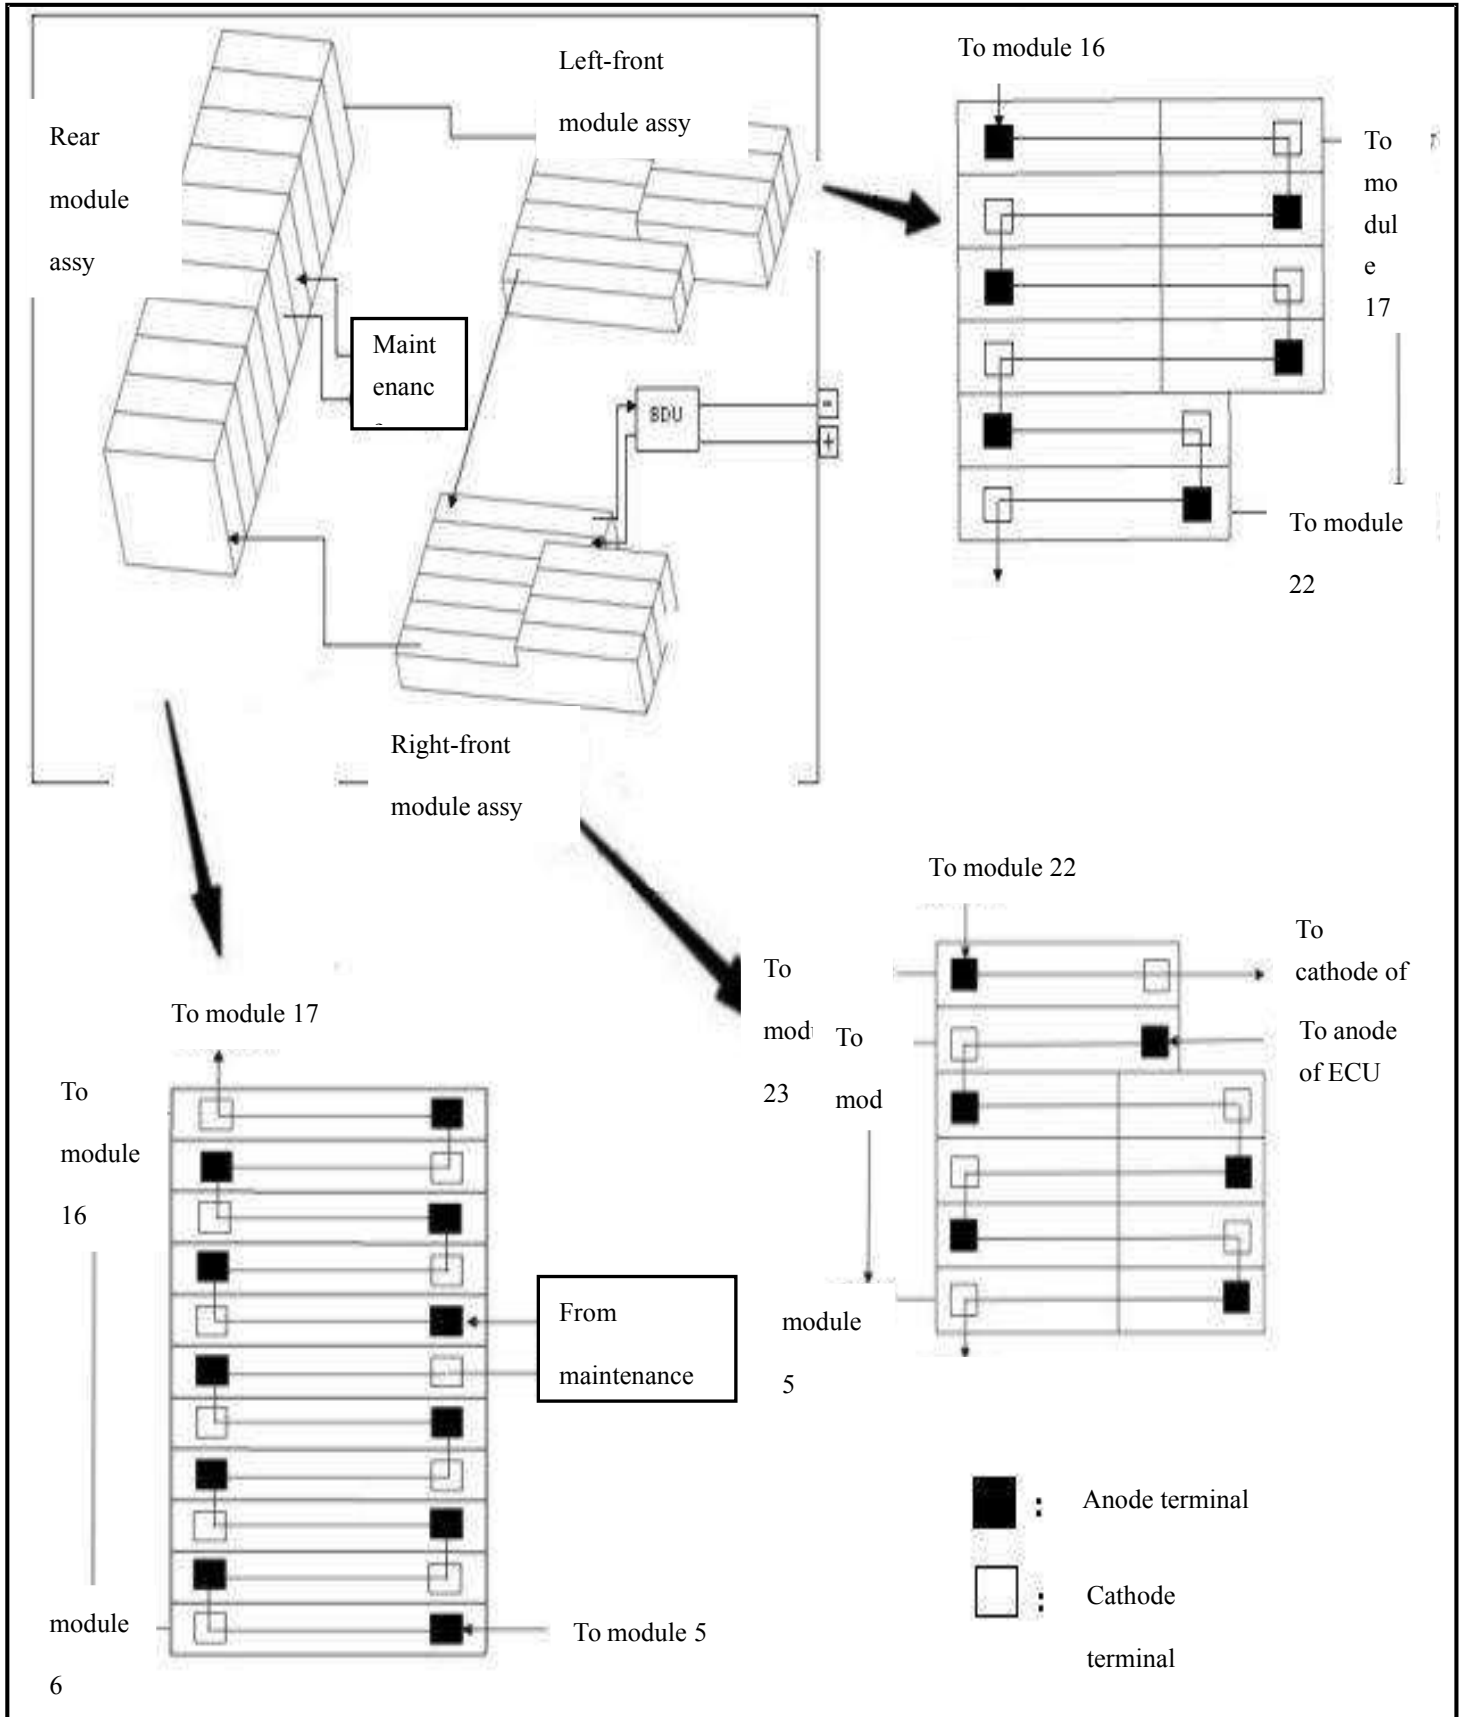 Rear
module
assy
Left-front
module assy
Maint
enanc
BDU
-
+
Right-front
module assy
To module 16
To
mo
dul
e
17
To module
22
To module 17
To
module
16
From
maintenance
module
6
To module 5
To module 22
To
23
To
mod
module
5
To
cathode of
To anode
of ECU
: Anode terminal
: Cathode
terminal